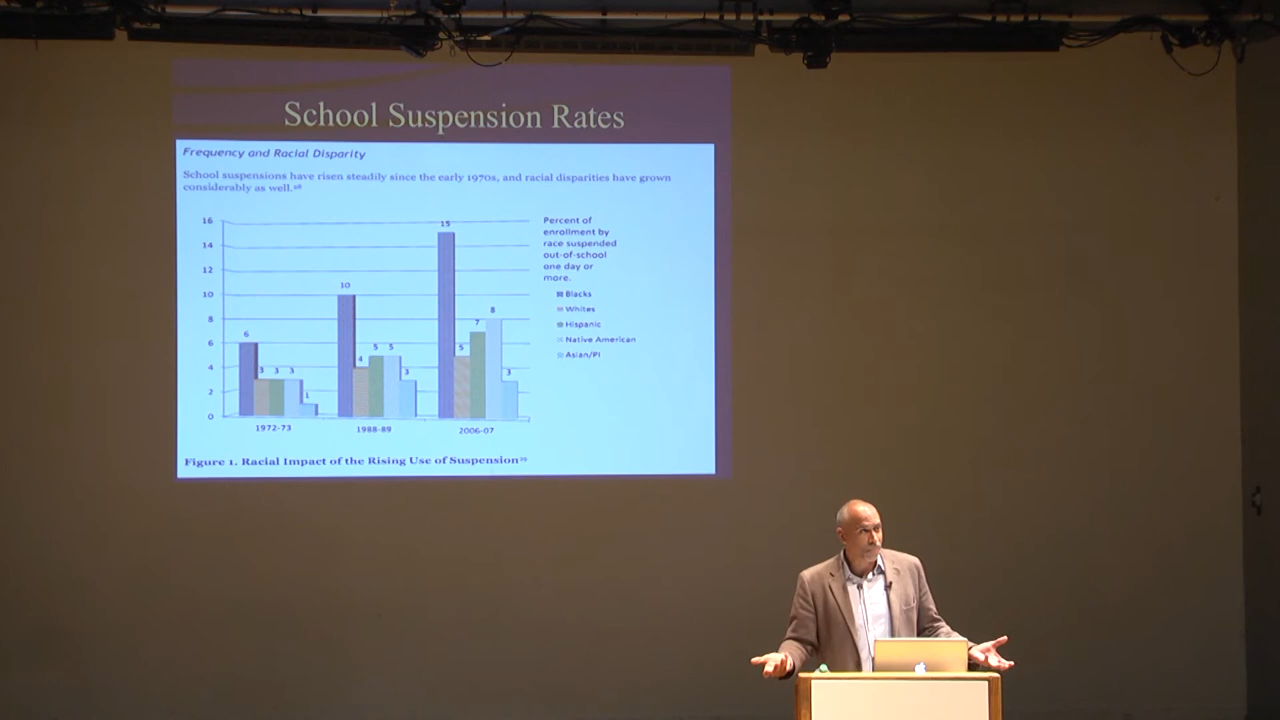 School Suspension Rates
Frequency and Racial Disparity
School suspensions have risen steadily since the early 1970s, and racial disparities have grown
considerably as well.²⁸
16
14
12
10
8
6
4
2
0
6
3
3
3
1
10
4
5
5
3
15
5
7
8
3
1972-73
1988-89
2006-07
Percent of
enrollment by
race suspended
out-of-school
one day or
more.
Blacks
Whites
Hispanic
Native American
Asian/PI
Figure 1. Racial Impact of the Rising Use of Suspension²⁹